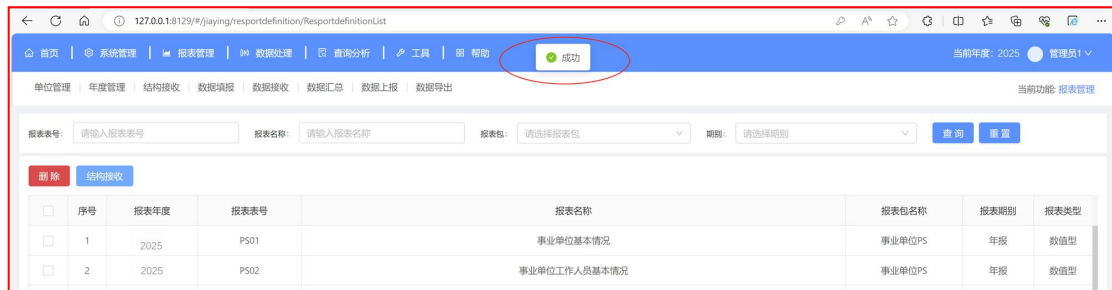 127.0.0.1:8129/#/jiaying/resportdefinition/ResportdefinitionList
首页 系统管理 报表管理 数据处理 查询分析 工具 帮助 成功 当前年度: 2025 管理员1
单位管理 年度管理 结构接收 数据填报 数据接收 数据汇总 数据上报 数据导出 当前功能: 报表管理
报表表号: 请输入报表表号 报表名称: 请输入报表名称 报表包: 请选择报表包 期别: 请选择期别 查询 重置
删除 结构接收
序号 报表年度 报表表号 报表名称 报表包名称 报表期别 报表类型
1 2025 PS01 事业单位基本情况 事业单位PS 年报 数值型
2 2025 PS02 事业单位工作人员基本情况 事业单位PS 年报 数值型